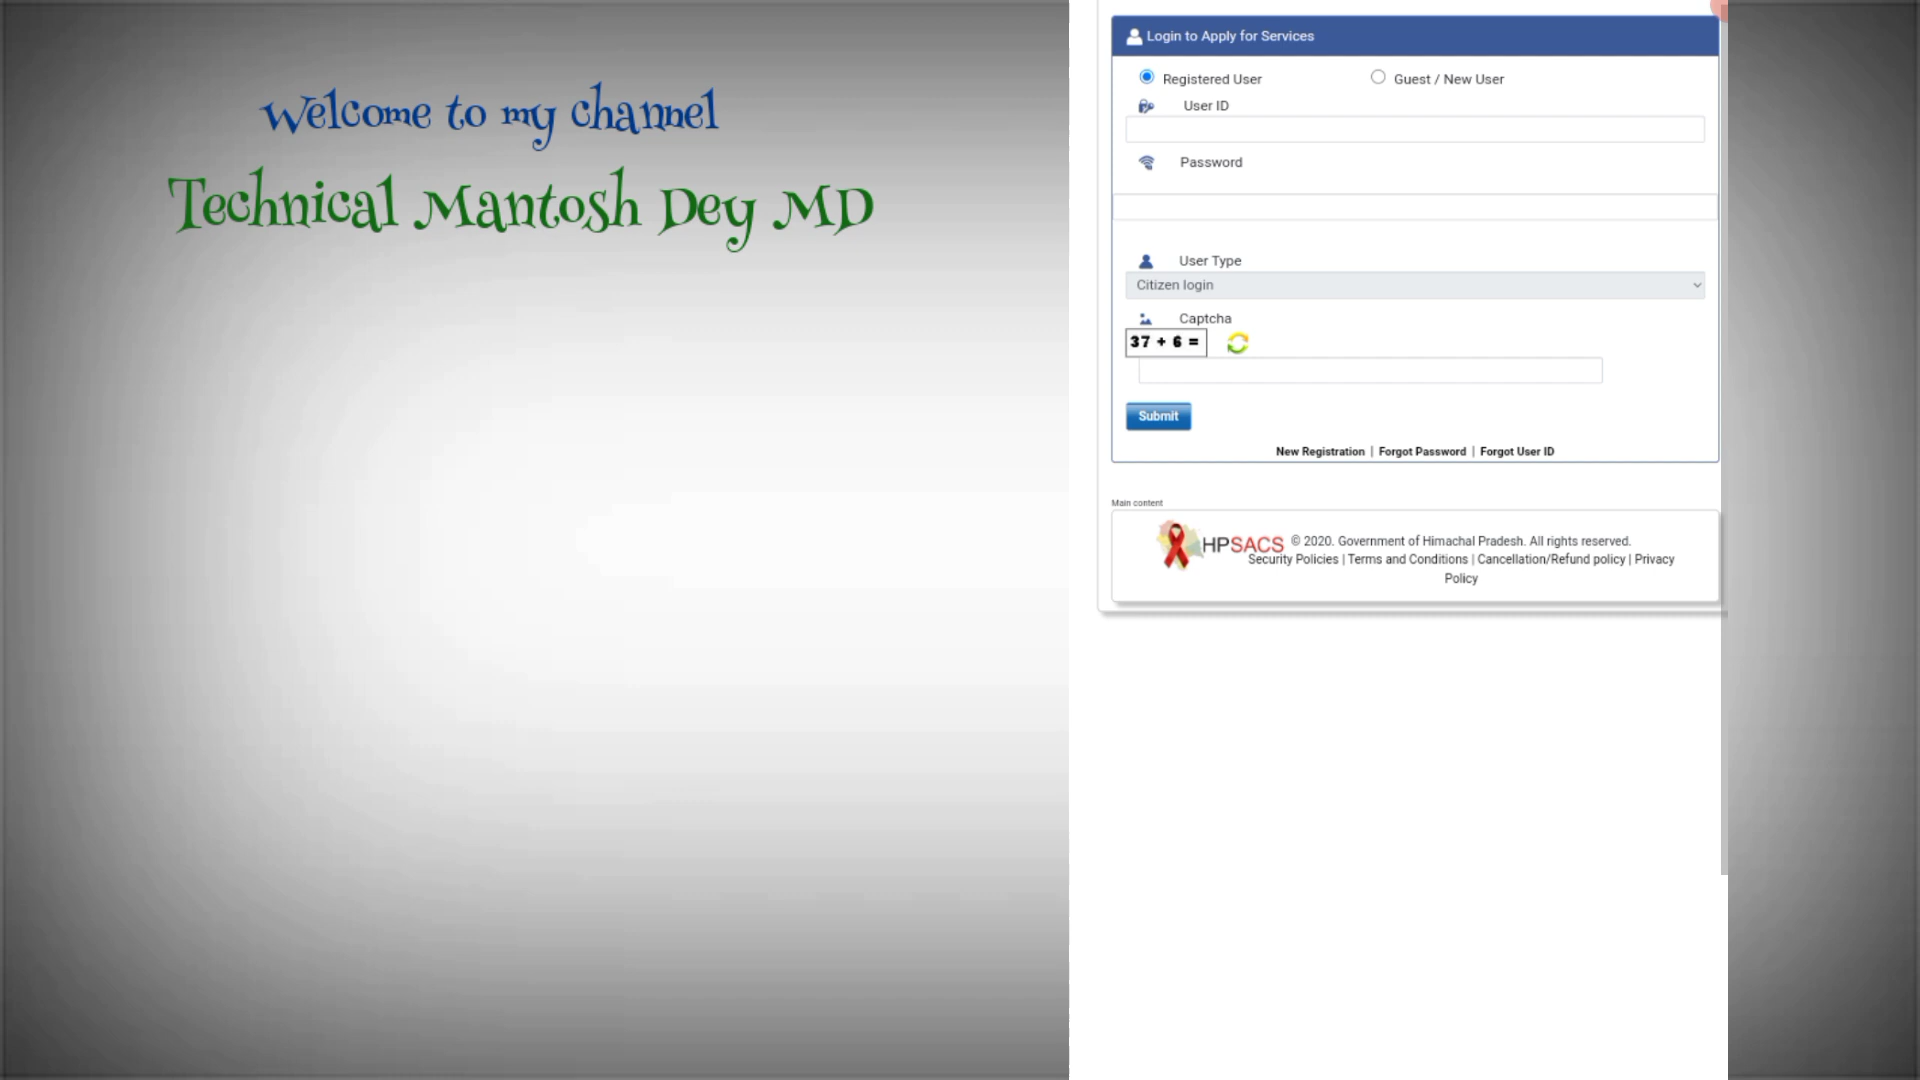 Welcome to my channel
Technical Mantosh Dey MD
Login to Apply for Services
Registered User
Guest / New User
User ID
Password
User Type
Citizen login
Captcha
37 + 6 =
Submit
New Registration | Forgot Password | Forgot User ID
Main content
HPSACS © 2020. Government of Himachal Pradesh. All rights reserved.
Security Policies | Terms and Conditions | Cancellation/Refund policy | Privacy
Policy